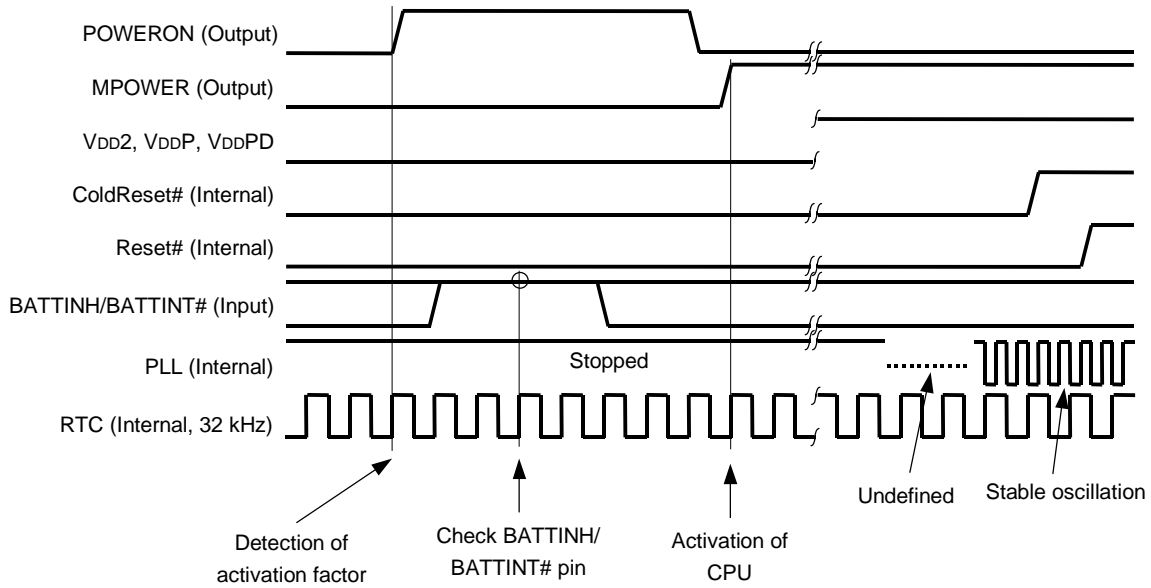 POWERON (Output)
MPOWER (Output)
VDD2, VDDP, VDDPD
ColdReset# (Internal)
Reset# (Internal)
BATTINH/BATTINT# (Input)
PLL (Internal)
Stopped
RTC (Internal, 32 kHz)
Undefined
Stable oscillation
Detection of
activation factor
Check BATTINH/
BATTINT# pin
Activation of
CPU